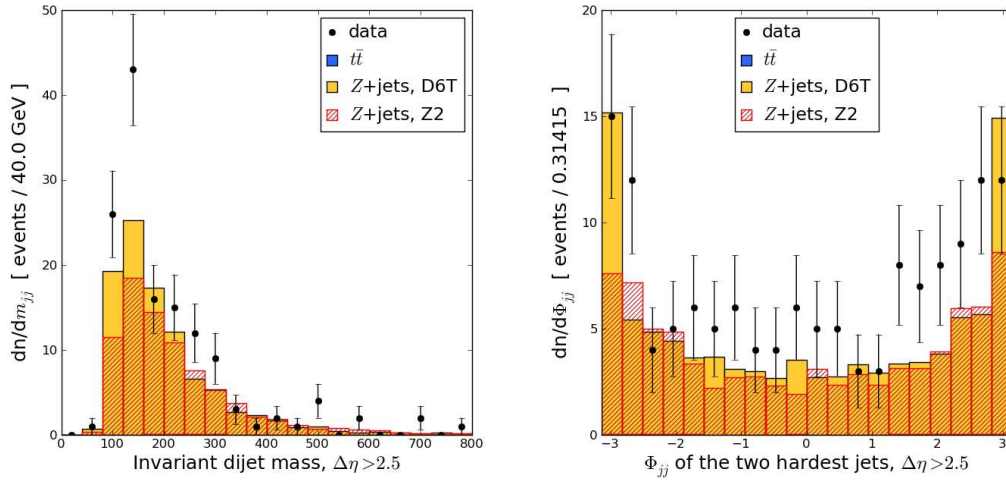 50
40
30
20
10
0
dn/dm_jj [ events / 40.0 GeV ]
data
tt̄
Z+jets, D6T
Z+jets, Z2
0 100 200 300 400 500 600 700 800
Invariant dijet mass, Δη>2.5
20
15
10
5
0
dn/dΦ_jj [ events / 0.31415 ]
data
tt̄
Z+jets, D6T
Z+jets, Z2
−3 −2 −1 0 1 2 3
Φ_jj of the two hardest jets, Δη>2.5